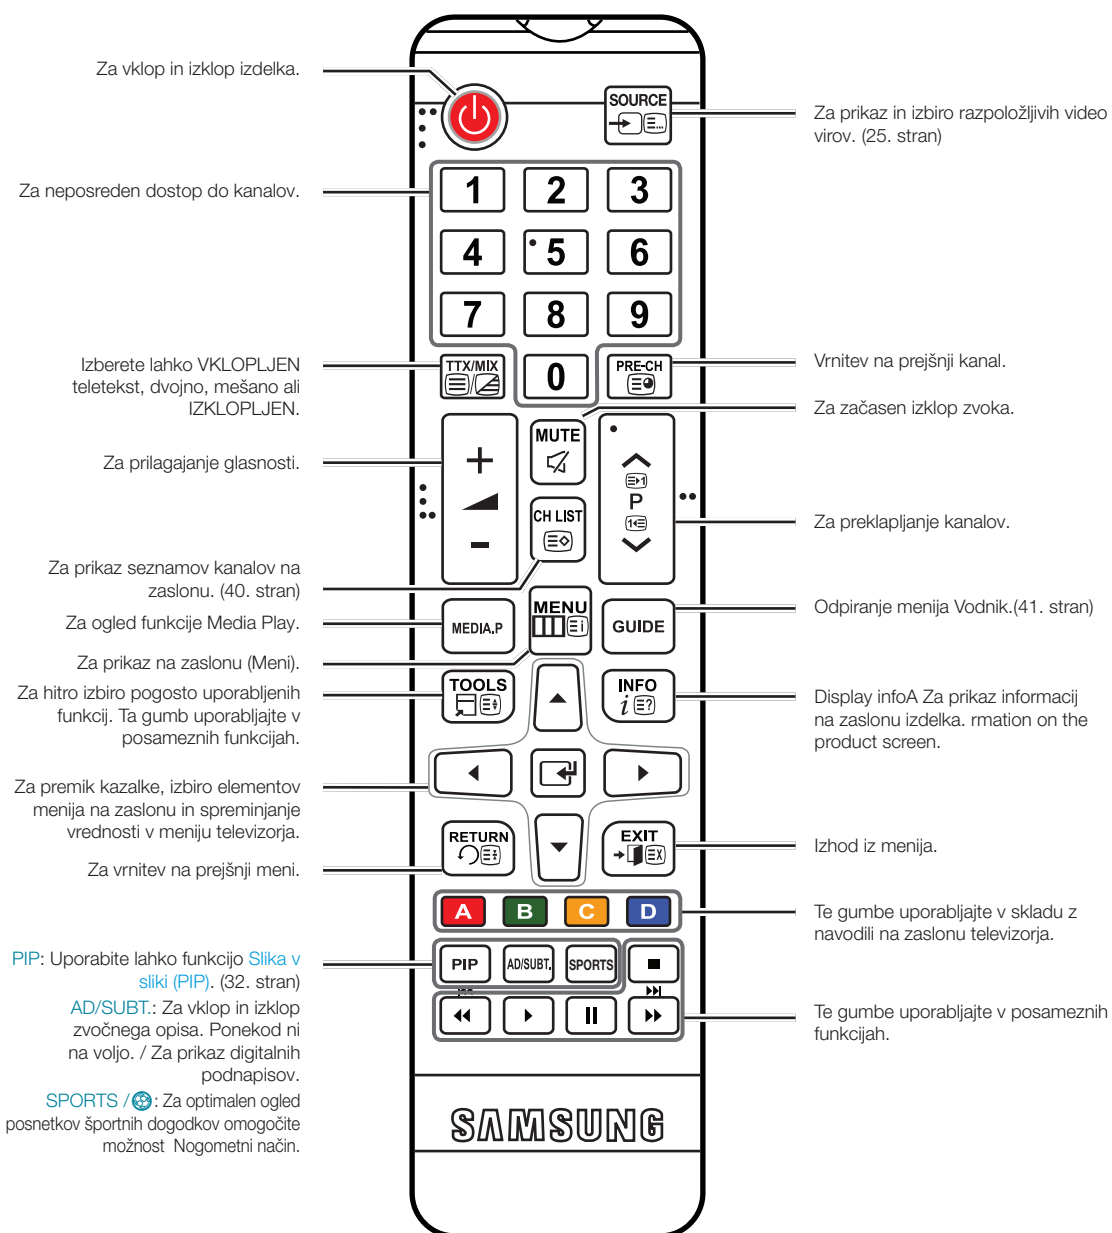 Za vklop in izklop izdelka.
SOURCE
Za prikaz in izbiro razpoložljivih video
virov. (25. stran)
Za neposreden dostop do kanalov.
1 2 3
4 5 6
7 8 9
0
Izberete lahko VKLOPLJEN
teletekst, dvojno, mešano ali
IZKLOPLJEN.
TTX/MIX
PRE-CH
Vrnitev na prejšnji kanal.
MUTE
Za začasen izklop zvoka.
Za prilagajanje glasnosti.
+
−
P
Za preklapljanje kanalov.
CH LIST
Za prikaz seznamov kanalov na
zaslonu. (40. stran)
MEDIA.P
Za ogled funkcije Media Play.
MENU
Za prikaz na zaslonu (Meni).
GUIDE
Odpiranje menija Vodnik.(41. stran)
TOOLS
Za hitro izbiro pogosto uporabljenih
funkcij. Ta gumb uporabljajte v
posameznih funkcijah.
INFO
Display infoA Za prikaz informacij
na zaslonu izdelka. rmation on the
product screen.
Za premik kazalke, izbiro elementov
menija na zaslonu in spreminjanje
vrednosti v meniju televizorja.
RETURN
Za vrnitev na prejšnji meni.
EXIT
Izhod iz menija.
A B C D
Te gumbe uporabljajte v skladu z
navodili na zaslonu televizorja.
PIP AD/SUBT. SPORTS
PIP: Uporabite lahko funkcijo Slika v
sliki (PIP). (32. stran)
AD/SUBT.: Za vklop in izklop
zvočnega opisa. Ponekod ni
na voljo. / Za prikaz digitalnih
podnapisov.
SPORTS /: Za optimalen ogled
posnetkov športnih dogodkov omogočite
možnost Nogometni način.
Te gumbe uporabljajte v posameznih
funkcijah.
SAMSUNG